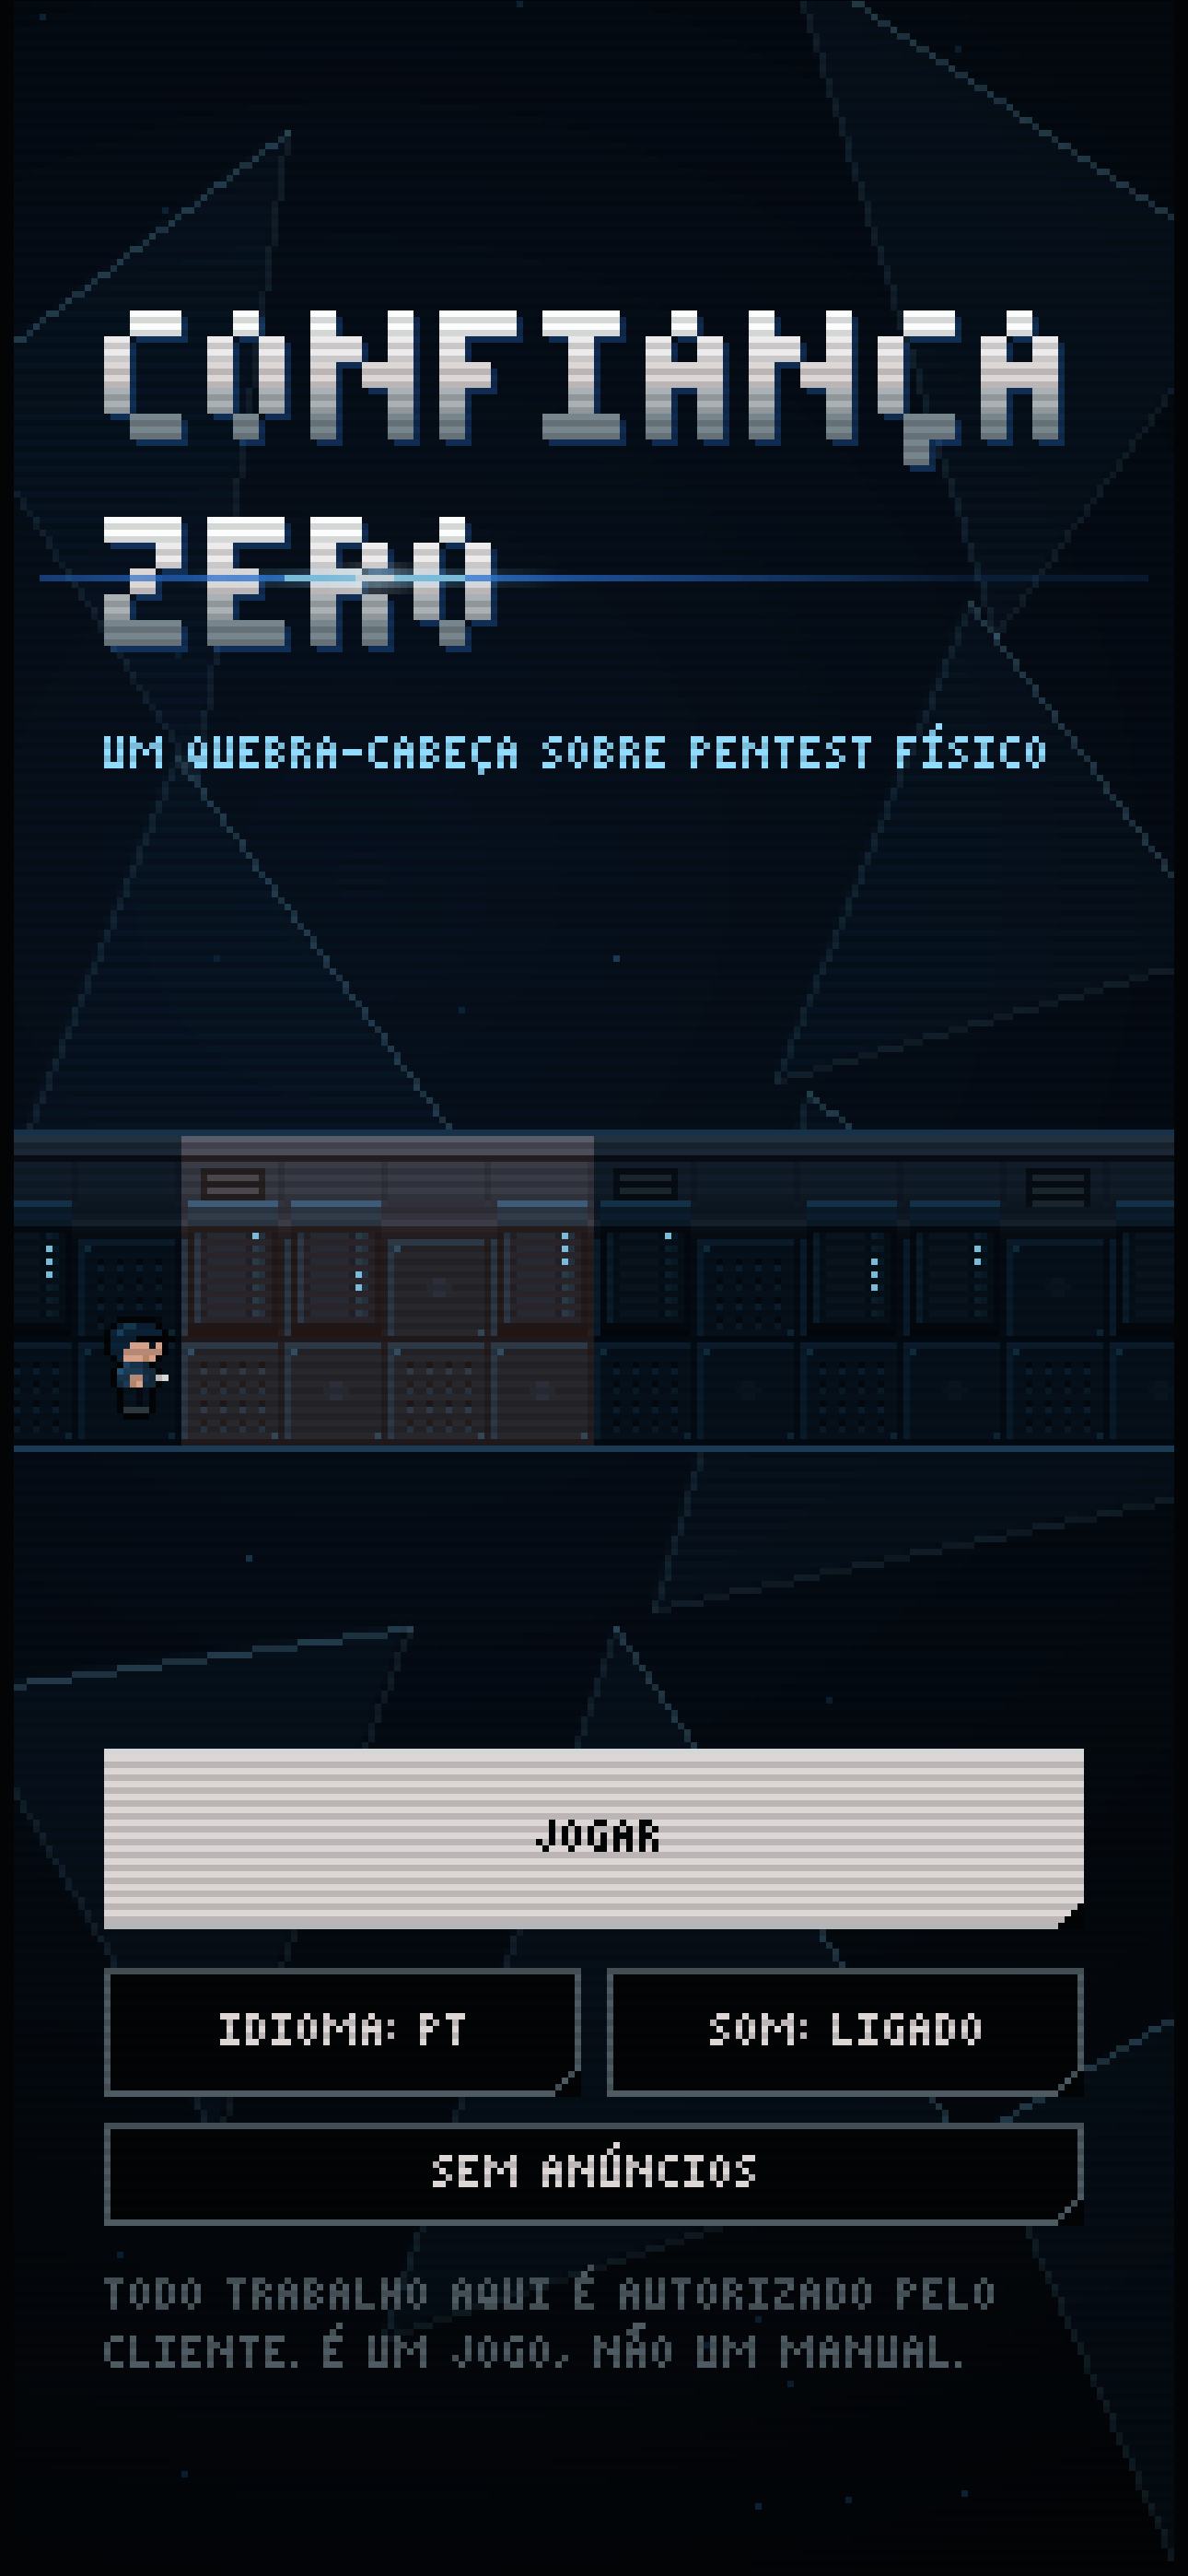 CONFIANÇA
ZERO
UM QUEBRA-CABEÇA SOBRE PENTEST FÍSICO
JOGAR
IDIOMA: PT
SOM: LIGADO
SEM ANÚNCIOS
TODO TRABALHO AQUI É AUTORIZADO PELO
CLIENTE. É UM JOGO, NÃO UM MANUAL.